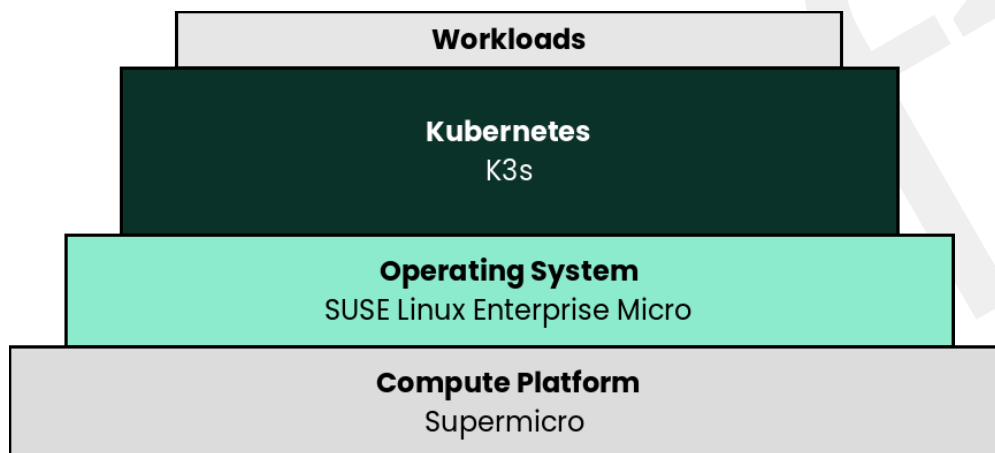 Workloads
Kubernetes
K3s
Operating System
SUSE Linux Enterprise Micro
Compute Platform
Supermicro